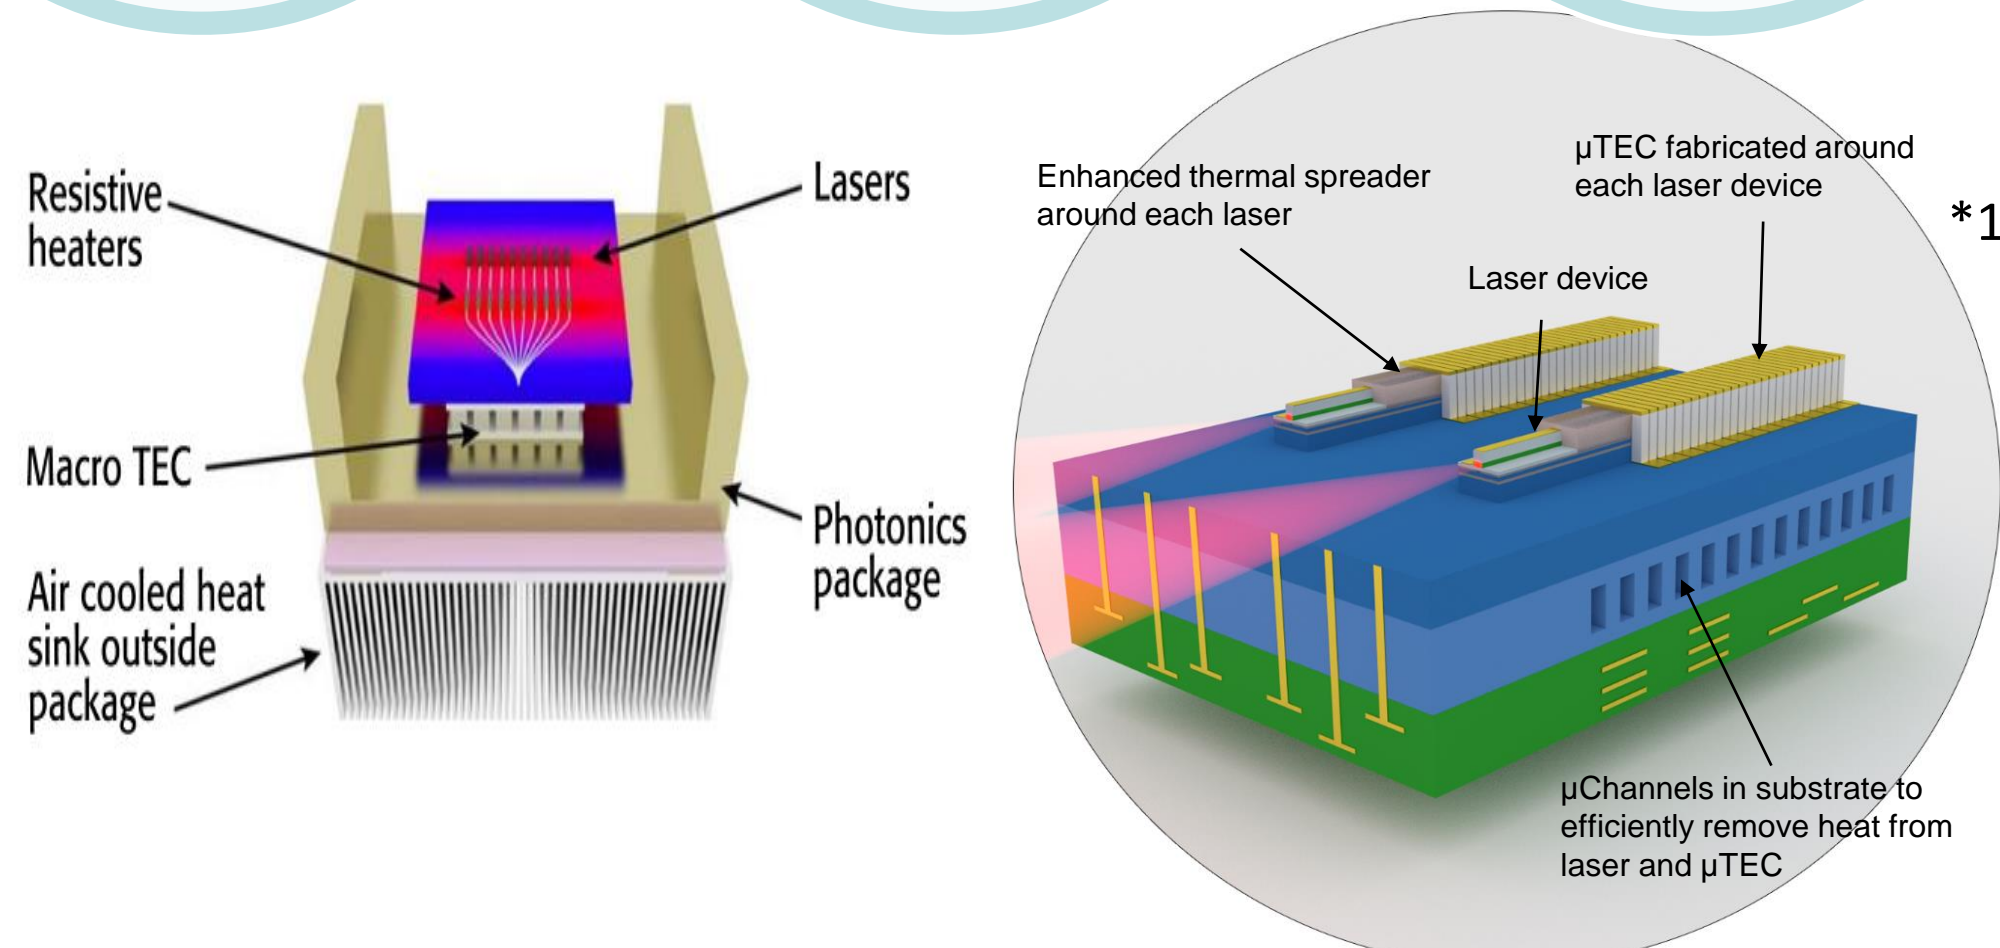 Resistive
heaters
Lasers
Macro TEC
Photonics
package
Air cooled heat
sink outside
package
Enhanced thermal spreader
around each laser
µTEC fabricated around
each laser device
*1
Laser device
µChannels in substrate to
efficiently remove heat from
laser and µTEC